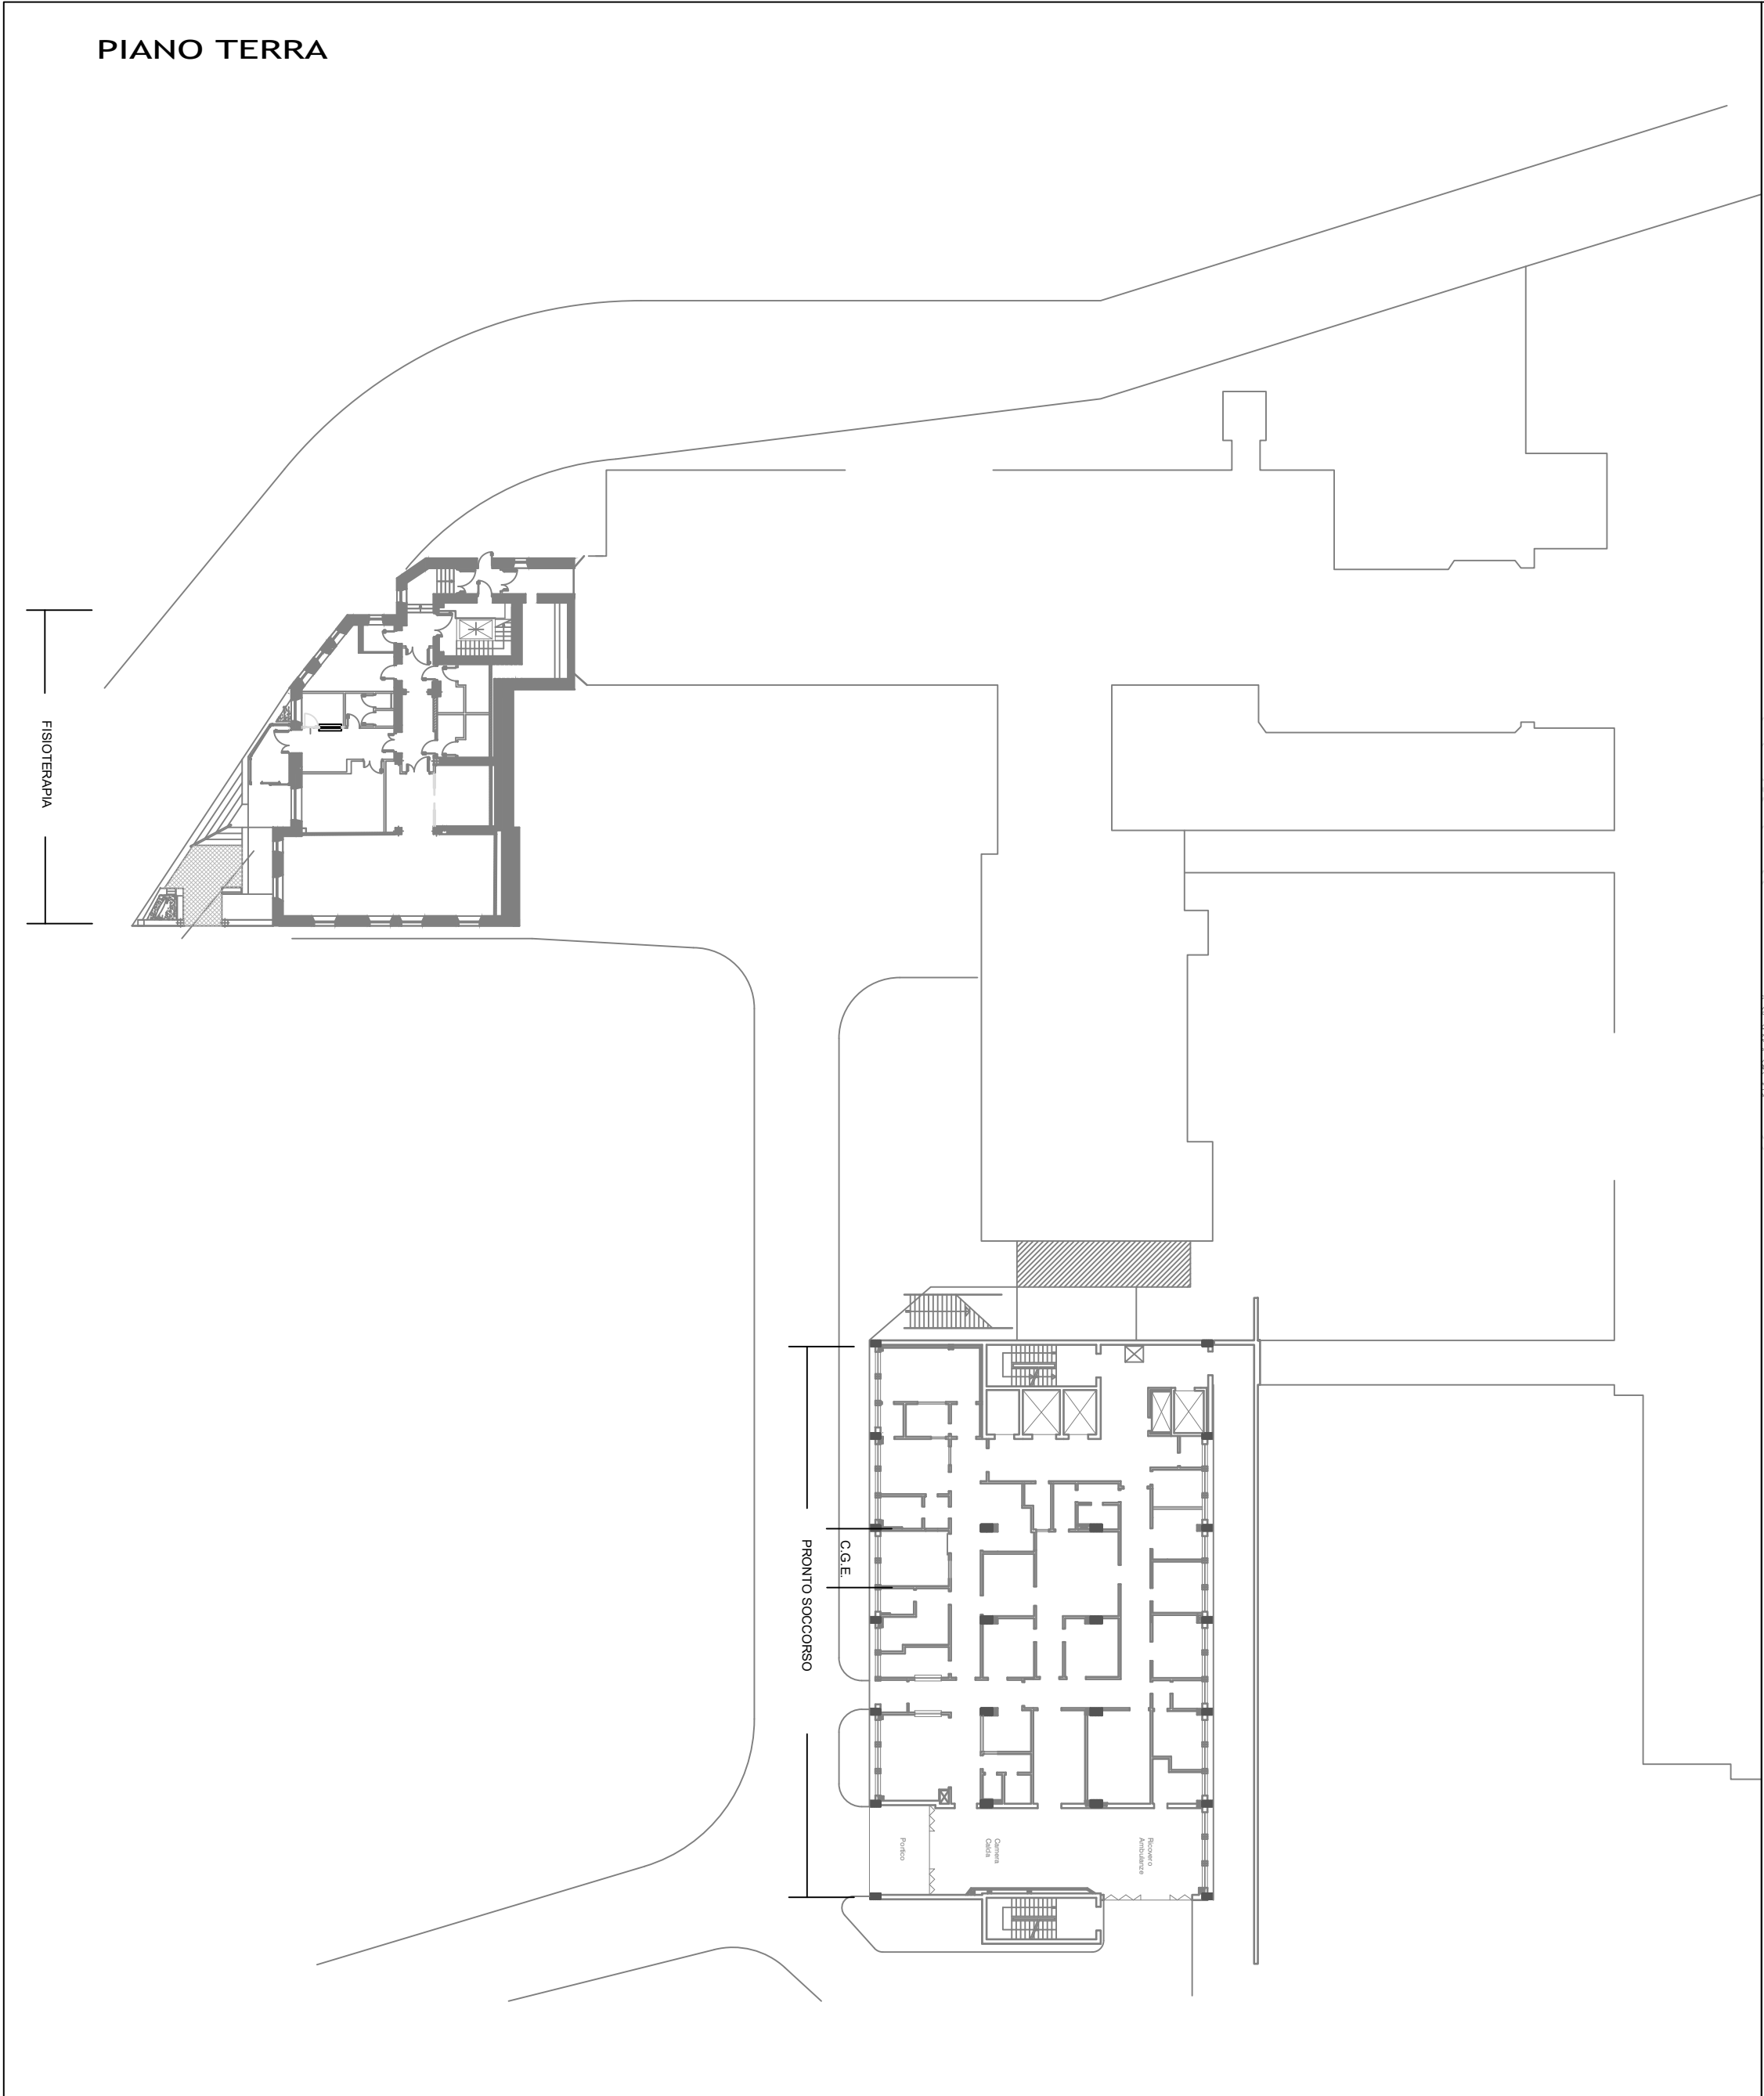 PIANO TERRA
FISIOTERAPIA
C.G.E.
PRONTO SOCCORSO
Portico
Camera
Calda
Ricovero
Ambulanze